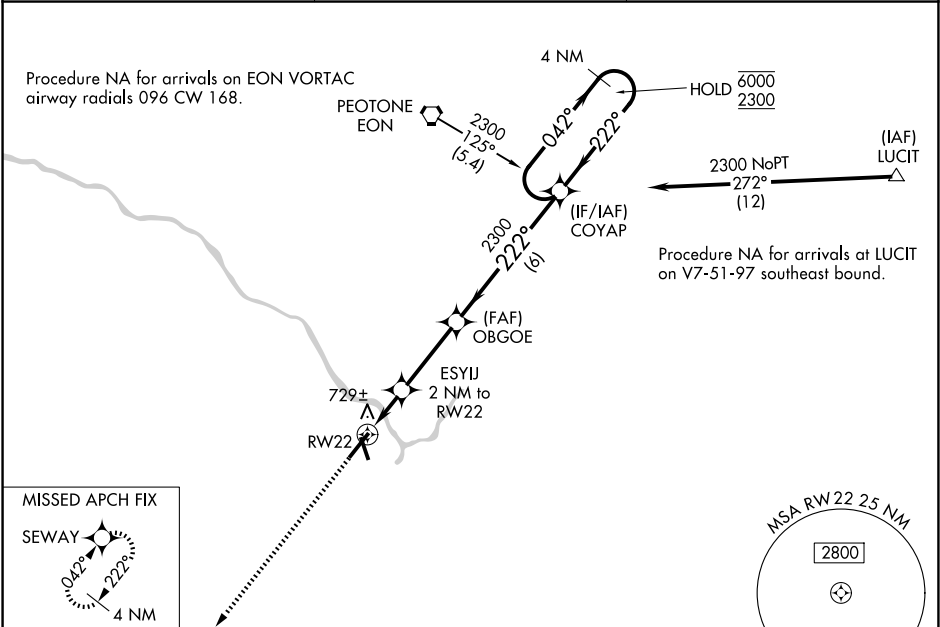 Procedure NA for arrivals on EON VORTAC
airway radials 096 CW 168.
PEOTONE
EON
2300
125°
(5.4)
4 NM
042°
222°
HOLD 6000
2300
(IAF)
LUCIT
2300 NoPT
272°
(12)
(IF/IAF)
COYAP
Procedure NA for arrivals at LUCIT
on V7-51-97 southeast bound.
2300
222°
(6)
(FAF)
OBGOE
ESYIJ
2 NM to
RW22
729±
RW22
MISSED APCH FIX
SEWAY
042°
222°
4 NM
MSA RW22 25 NM
2800